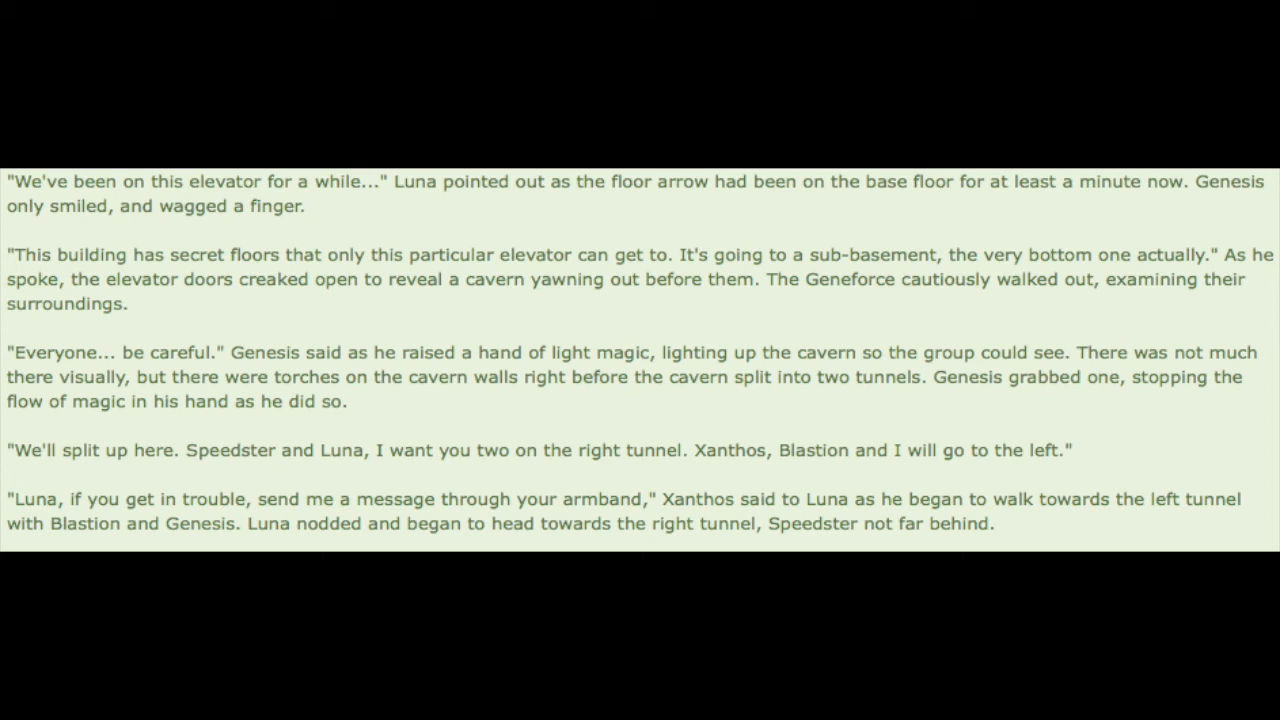 "We've been on this elevator for a while..." Luna pointed out as the floor arrow had been on the base floor for at least a minute now. Genesis
only smiled, and wagged a finger.
"This building has secret floors that only this particular elevator can get to. It's going to a sub-basement, the very bottom one actually." As he
spoke, the elevator doors creaked open to reveal a cavern yawning out before them. The Geneforce cautiously walked out, examining their
surroundings.
"Everyone... be careful." Genesis said as he raised a hand of light magic, lighting up the cavern so the group could see. There was not much
there visually, but there were torches on the cavern walls right before the cavern split into two tunnels. Genesis grabbed one, stopping the
flow of magic in his hand as he did so.
"We'll split up here. Speedster and Luna, I want you two on the right tunnel. Xanthos, Blastion and I will go to the left."
"Luna, if you get in trouble, send me a message through your armband," Xanthos said to Luna as he began to walk towards the left tunnel
with Blastion and Genesis. Luna nodded and began to head towards the right tunnel, Speedster not far behind.